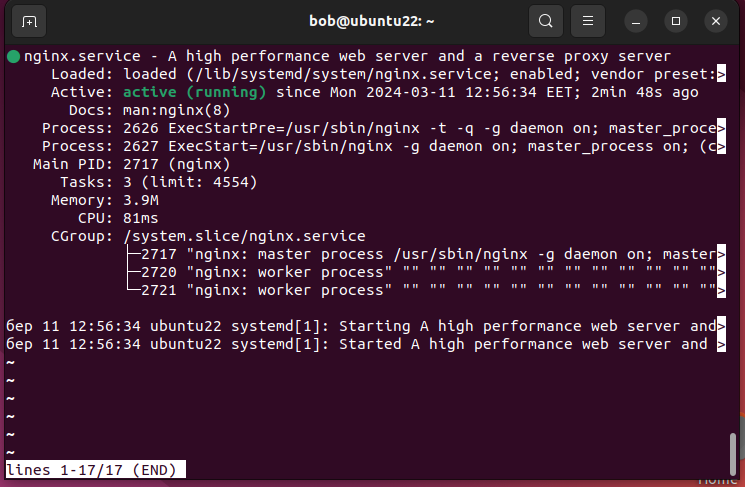 bob@ubuntu22: ~
nginx.service - A high performance web server and a reverse proxy server
Loaded: loaded (/lib/systemd/system/nginx.service; enabled; vendor preset:>
Active: active (running) since Mon 2024-03-11 12:56:34 EET; 2min 48s ago
Docs: man:nginx(8)
Process: 2626 ExecStartPre=/usr/sbin/nginx -t -q -g daemon on; master_proce>
Process: 2627 ExecStart=/usr/sbin/nginx -g daemon on; master_process on; (c>
Main PID: 2717 (nginx)
Tasks: 3 (limit: 4554)
Memory: 3.9M
CPU: 81ms
CGroup: /system.slice/nginx.service
├─2717 "nginx: master process /usr/sbin/nginx -g daemon on; master>
├─2720 "nginx: worker process" "" "" "" "" "" "" "" "" "" "" "" "">
└─2721 "nginx: worker process" "" "" "" "" "" "" "" "" "" "" "" "">
бер 11 12:56:34 ubuntu22 systemd[1]: Starting A high performance web server and>
бер 11 12:56:34 ubuntu22 systemd[1]: Started A high performance web server and >
~
~
~
~
~
~
lines 1-17/17 (END)
Home